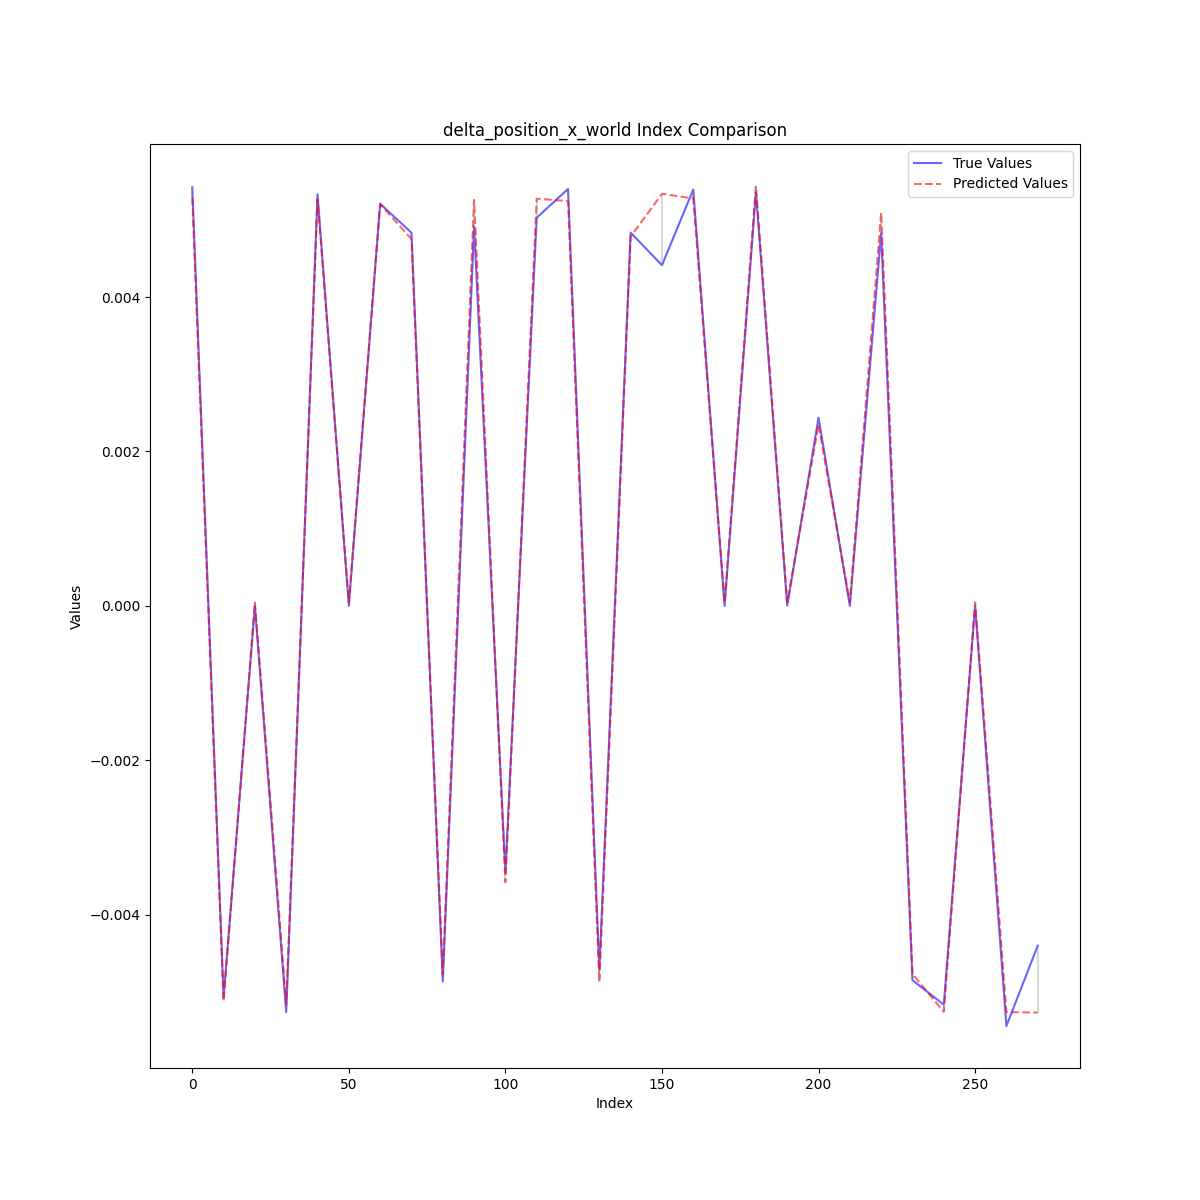 delta_position_x_world Index Comparison
True Values
Predicted Values
0.004
0.002
0.000
−0.002
−0.004
Values
0
50
100
150
200
250
Index